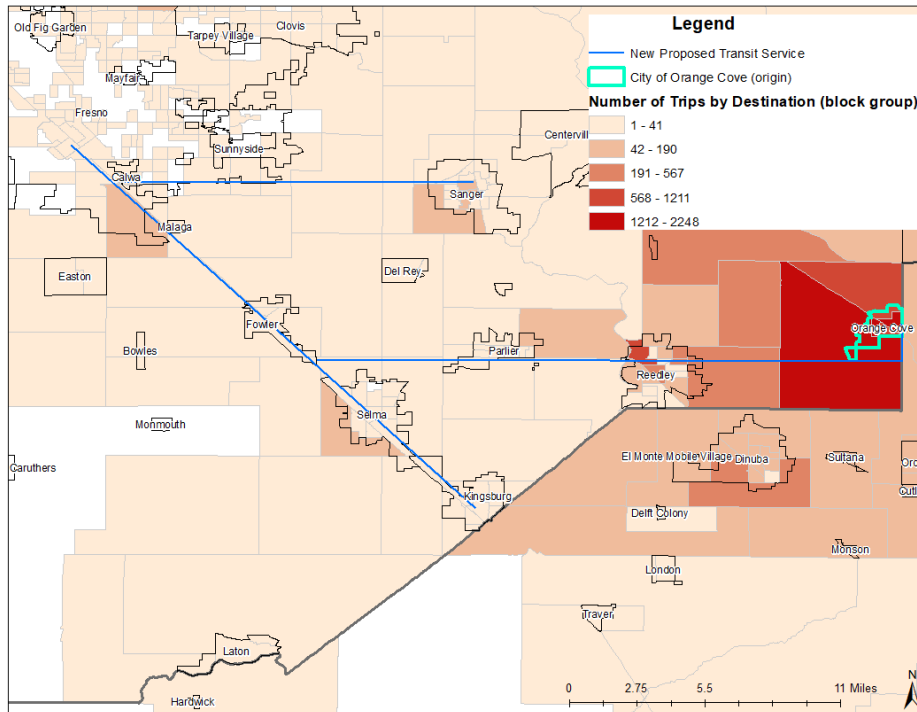 Old Fig Garden
Tarpey Village
Clovis
Legend
New Proposed Transit Service
City of Orange Cove (origin)
Number of Trips by Destination (block group)
1 - 41
42 - 190
191 - 567
568 - 1211
1212 - 2248
Mayfair
Fresno
Sunnyside
Centervill
Calwa
Sanger
Malaga
Easton
Del Rey
Fowler
Orange Cove
Bowles
Parlier
Reedley
Selma
Monmouth
Caruthers
El Monte Mobile Village
Dinuba
Sultana
Oro
Kingsburg
Cutl
Delft Colony
Monson
London
Traver
Laton
Hardwick
0 2.75 5.5 11 Miles
N